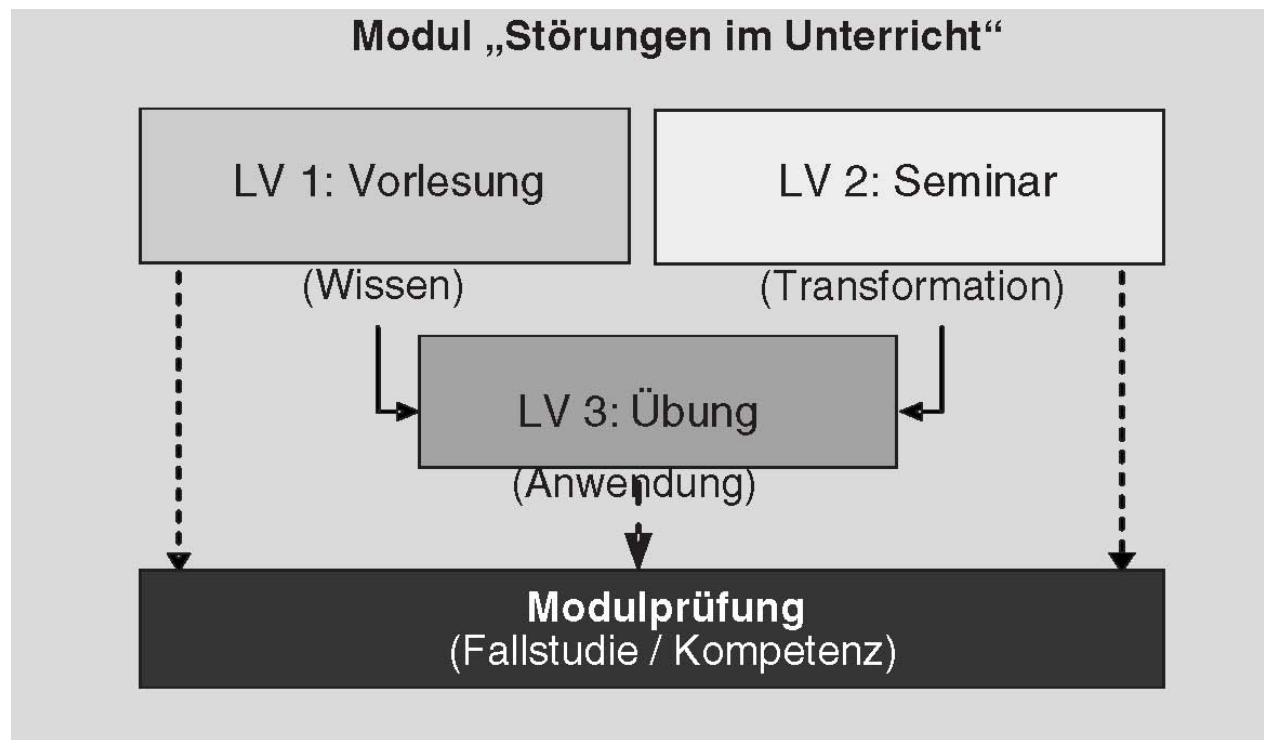 Modul „Störungen im Unterricht“
LV 1: Vorlesung
LV 2: Seminar
(Wissen)
(Transformation)
LV 3: Übung
(Anwendung)
Modulprüfung
(Fallstudie / Kompetenz)